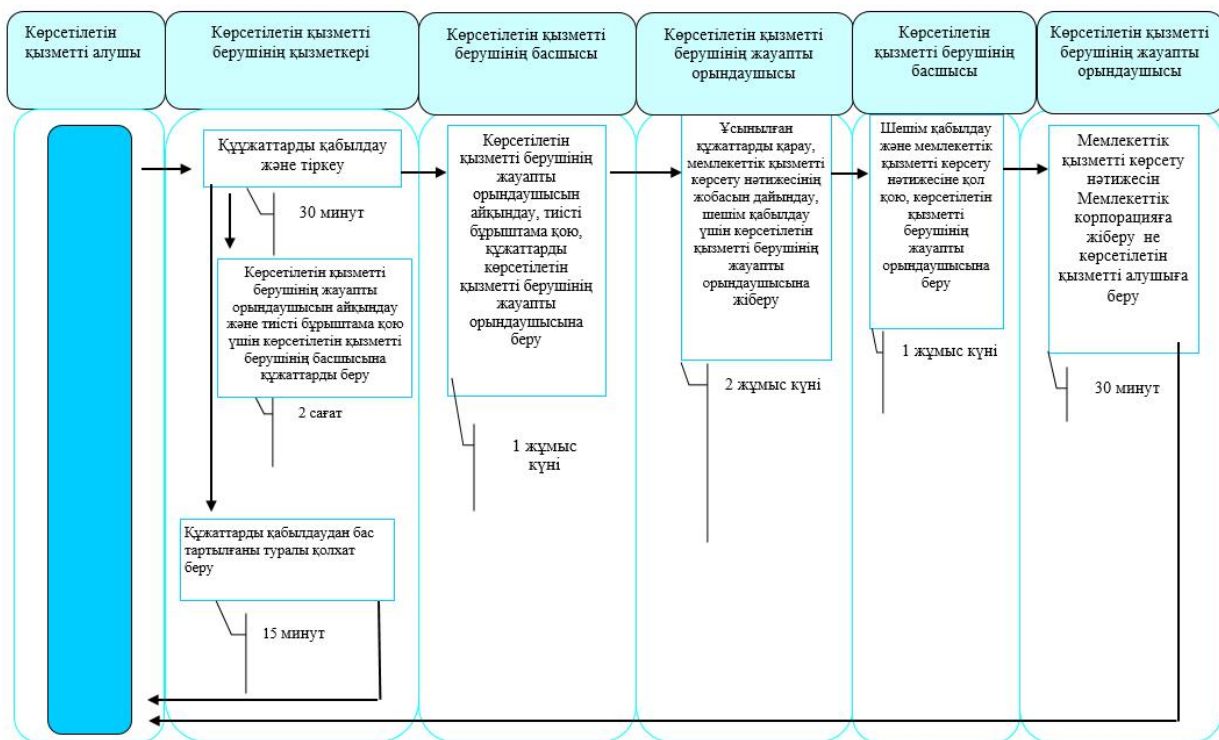 Көрсетілетін
қызметті алушы
Көрсетілетін қызметті
берушінің қызметкері
Көрсетілетін қызметті
берушінің басшысы
Көрсетілетін қызметті
берушінің жауапты
орындаушысы
Көрсетілетін
қызметті берушінің
басшысы
Көрсетілетін қызметті
берушінің жауапты
орындаушысы
Құұжаттарды қабылдау
және тіркеу
30 минут
Көрсетілетін қызметті
берушінің жауапты
орындаушысын айқындау
және тиісті бұрыштама қою
үшін көрсетілетін қызметті
берушінің басшысына
құжаттарды беру
2 сағат
Құжаттарды қабылдаудан бас
тартылғаны туралы қолхат
беру
15 минут
Көрсетілетін
қызметті берушінің
жауапты
орындаушысын
айқындау, тиісті
бұрыштама қою,
құжаттарды
көрсетілетін
қызметті берушінің
жауапты
орындаушысына
беру
1 жұмыс
күні
Ұсынылған
құжаттарды қарау,
мемлекеттік қызметті
көрсету нәтижесінің
жобасын дайындау,
шешім қабылдау
үшін көрсетілетін
қызметті берушінің
жауапты
орындаушысына
жіберу
2 жұмыс күні
Шешім қабылдау
және мемлекеттік
қызметті көрсету
нәтижесіне қол
қою, көрсетілетін
қызметті
берушінің
жауапты
орындаушысына
беру
1 жұмыс күні
Мемлекеттік
қызметті көрсету
нәтижесін
Мемлекеттік
корпорацияға
жіберу не
көрсетілетін
қызметті алушыға
беру
30 минут